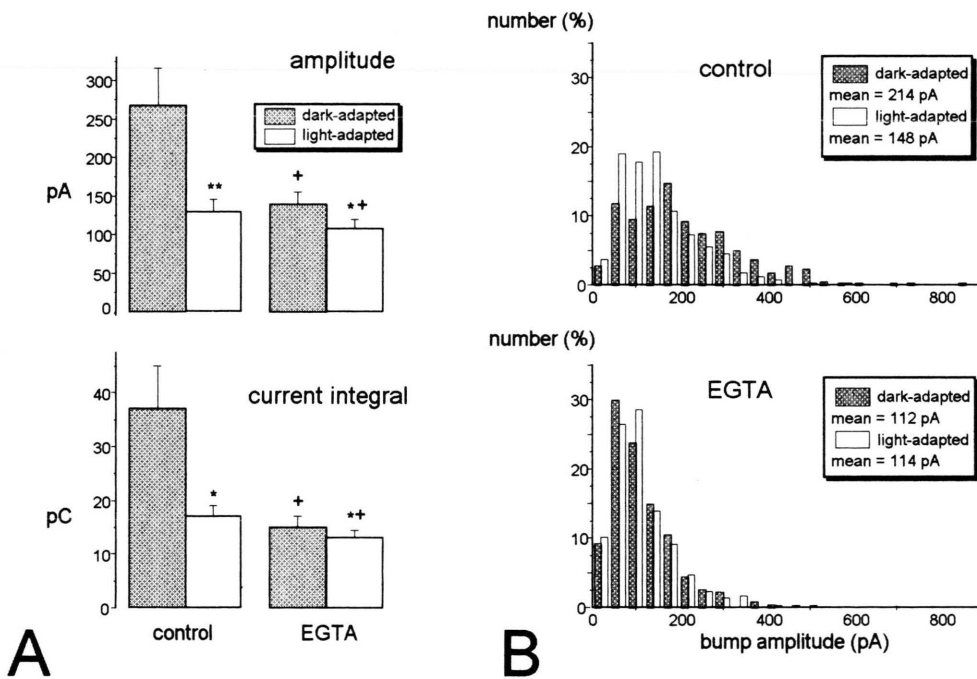 amplitude
300
250
200
150
100
50
0
pA
dark-adapted
light-adapted
**
+
*+
current integral
40
30
20
10
0
pC
*
+
*+
control EGTA
A
number (%)
30
20
10
0
control
dark-adapted
mean = 214 pA
light-adapted
mean = 148 pA
0 200 400 600 800
number (%)
30
20
10
0
EGTA
dark-adapted
mean = 112 pA
light-adapted
mean = 114 pA
0 200 400 600 800
bump amplitude (pA)
B